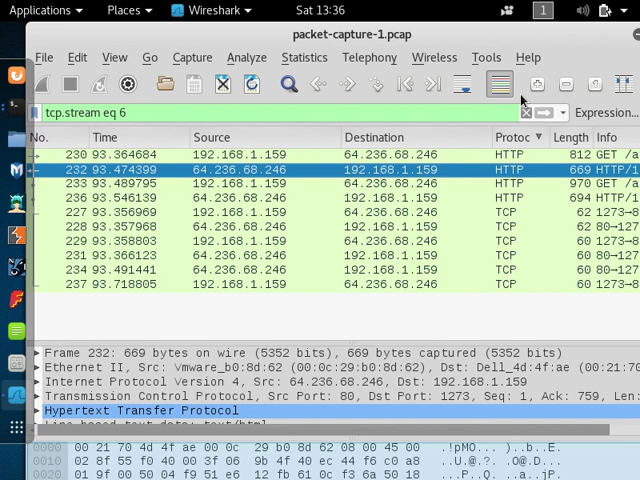 Applications Places Wireshark Sat 13:36 1
packet-capture-1.pcap
File Edit View Go Capture Analyze Statistics Telephony Wireless Tools Help
tcp.stream eq 6 Expression...
No. Time Source Destination Protoc Length Info
230 93.364684 192.168.1.159 64.236.68.246 HTTP 812 GET /a
232 93.474399 64.236.68.246 192.168.1.159 HTTP 669 HTTP/1
233 93.489795 192.168.1.159 64.236.68.246 HTTP 970 GET /a
236 93.546139 64.236.68.246 192.168.1.159 HTTP 694 HTTP/1
227 93.356969 192.168.1.159 64.236.68.246 TCP 62 1273→8
228 93.357968 64.236.68.246 192.168.1.159 TCP 62 80→127
229 93.358803 192.168.1.159 64.236.68.246 TCP 60 1273→8
231 93.366123 64.236.68.246 192.168.1.159 TCP 60 80→127
234 93.491441 64.236.68.246 192.168.1.159 TCP 60 80→127
237 93.718805 192.168.1.159 64.236.68.246 TCP 60 1273→8
Frame 232: 669 bytes on wire (5352 bits), 669 bytes captured (5352 bits)
Ethernet II, Src: Vmware_b0:8d:62 (00:0c:29:b0:8d:62), Dst: Dell_4d:4f:ae (00:21:70
Internet Protocol Version 4, Src: 64.236.68.246, Dst: 192.168.1.159
Transmission Control Protocol, Src Port: 80, Dst Port: 1273, Seq: 1, Ack: 759, Len:
Hypertext Transfer Protocol
Line-based text data: text/html
0000 00 21 70 4d 4f ae 00 0c 29 b0 8d 62 08 00 45 00 .!pMO... )..b..E.
0010 02 8f 55 f0 40 00 3f 06 9b 4f 40 ec 44 f6 c0 a8 ..U.@.?. .O@.D...
0020 01 9f 00 50 04 f9 51 e6 12 fb 61 0c f3 6a 50 18 ...P..Q. ..a..jP.